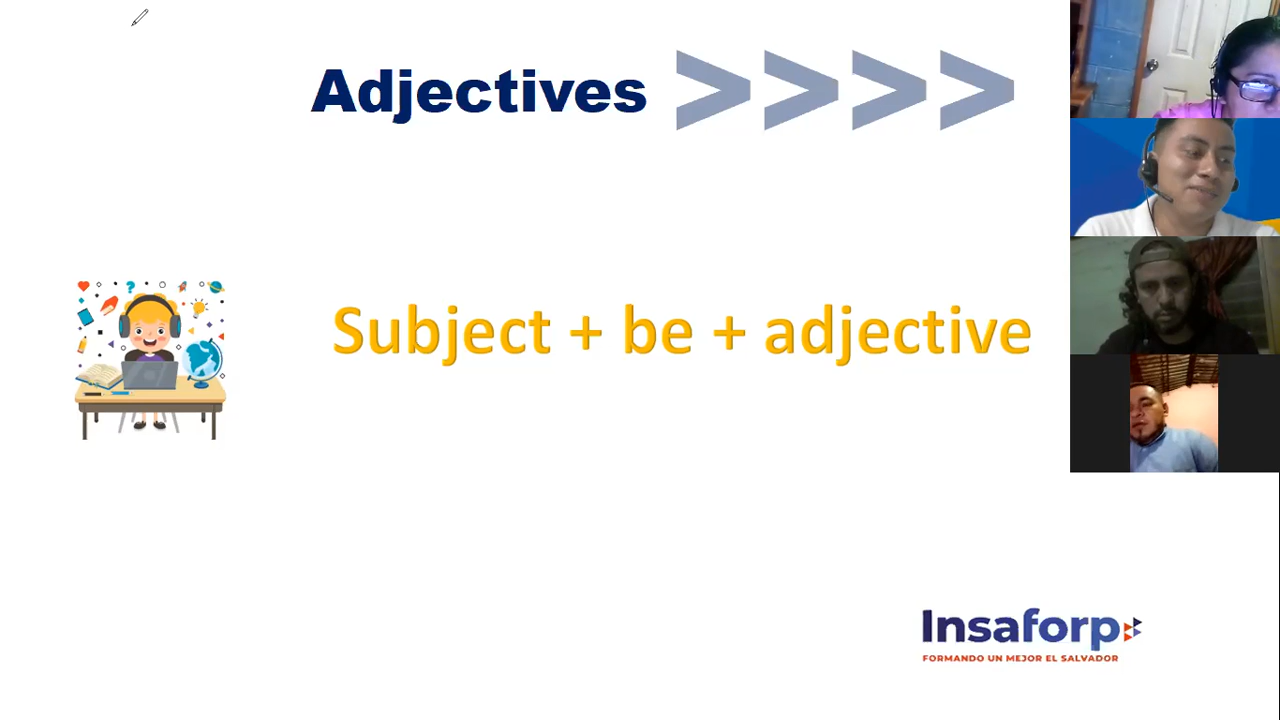 Adjectives >>>>
Subject + be + adjective
Insaforp
FORMANDO UN MEJOR EL SALVADOR